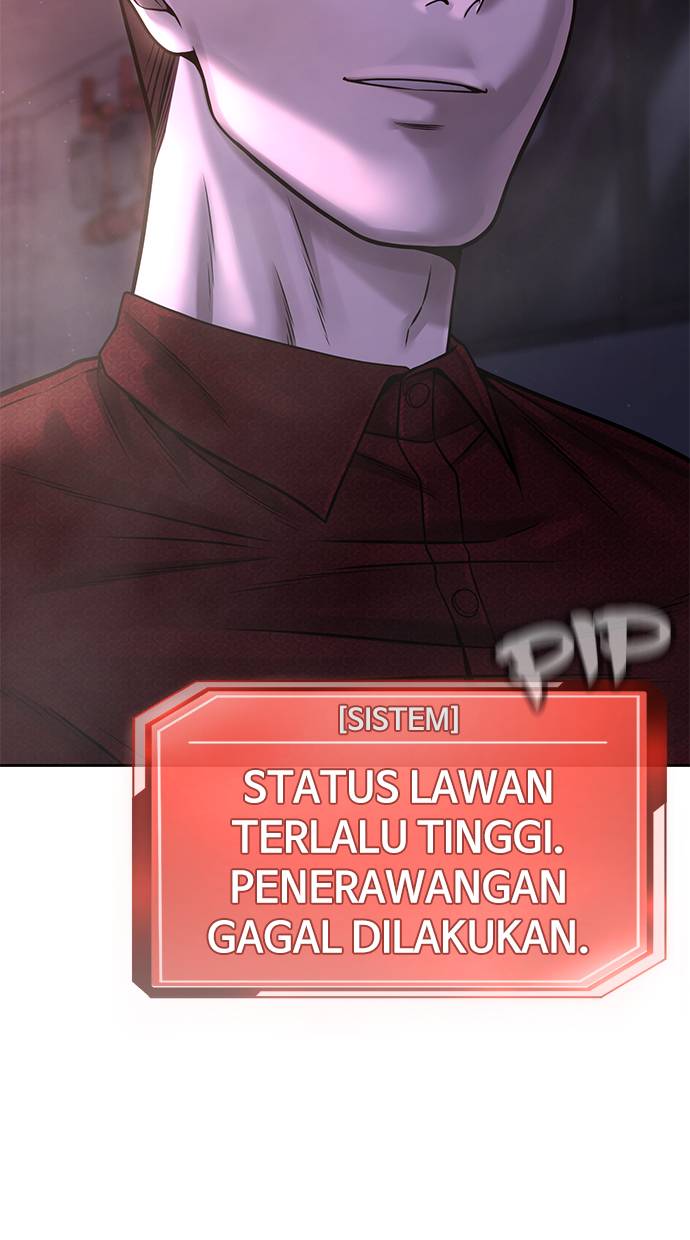 PIP
[SISTEM]
STATUS LAWAN
TERLALU TINGGI.
PENERAWANGAN
GAGAL DILAKUKAN.